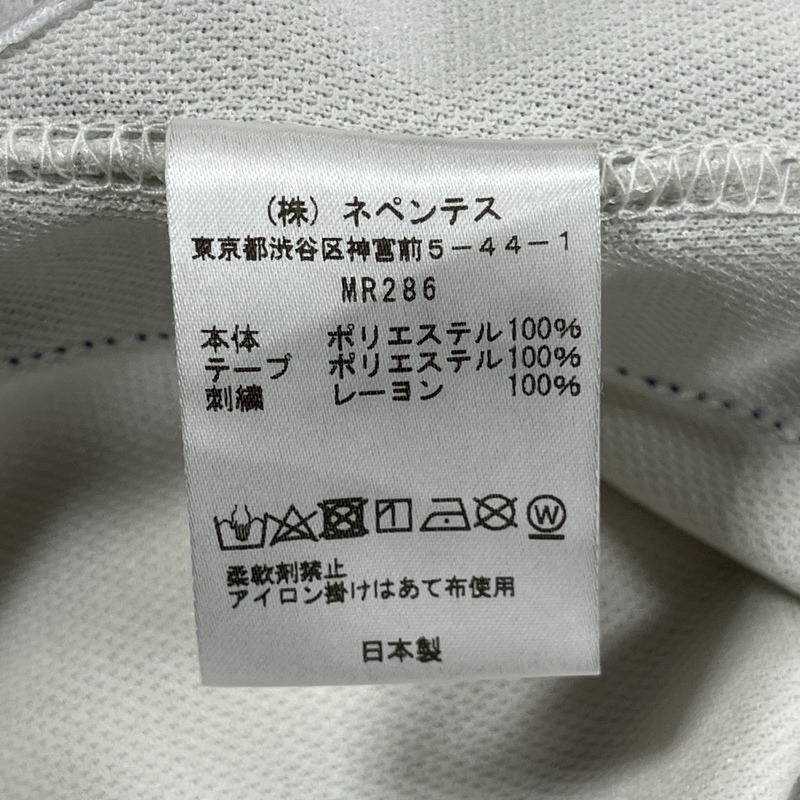 （株）ネペンテス
東京都渋谷区神宮前5－44－1
MR286
本体 ポリエステル100%
テープ ポリエステル100%
刺繍 レーヨン 100%
W
柔軟剤禁止
アイロン掛けはあて布使用
日本製